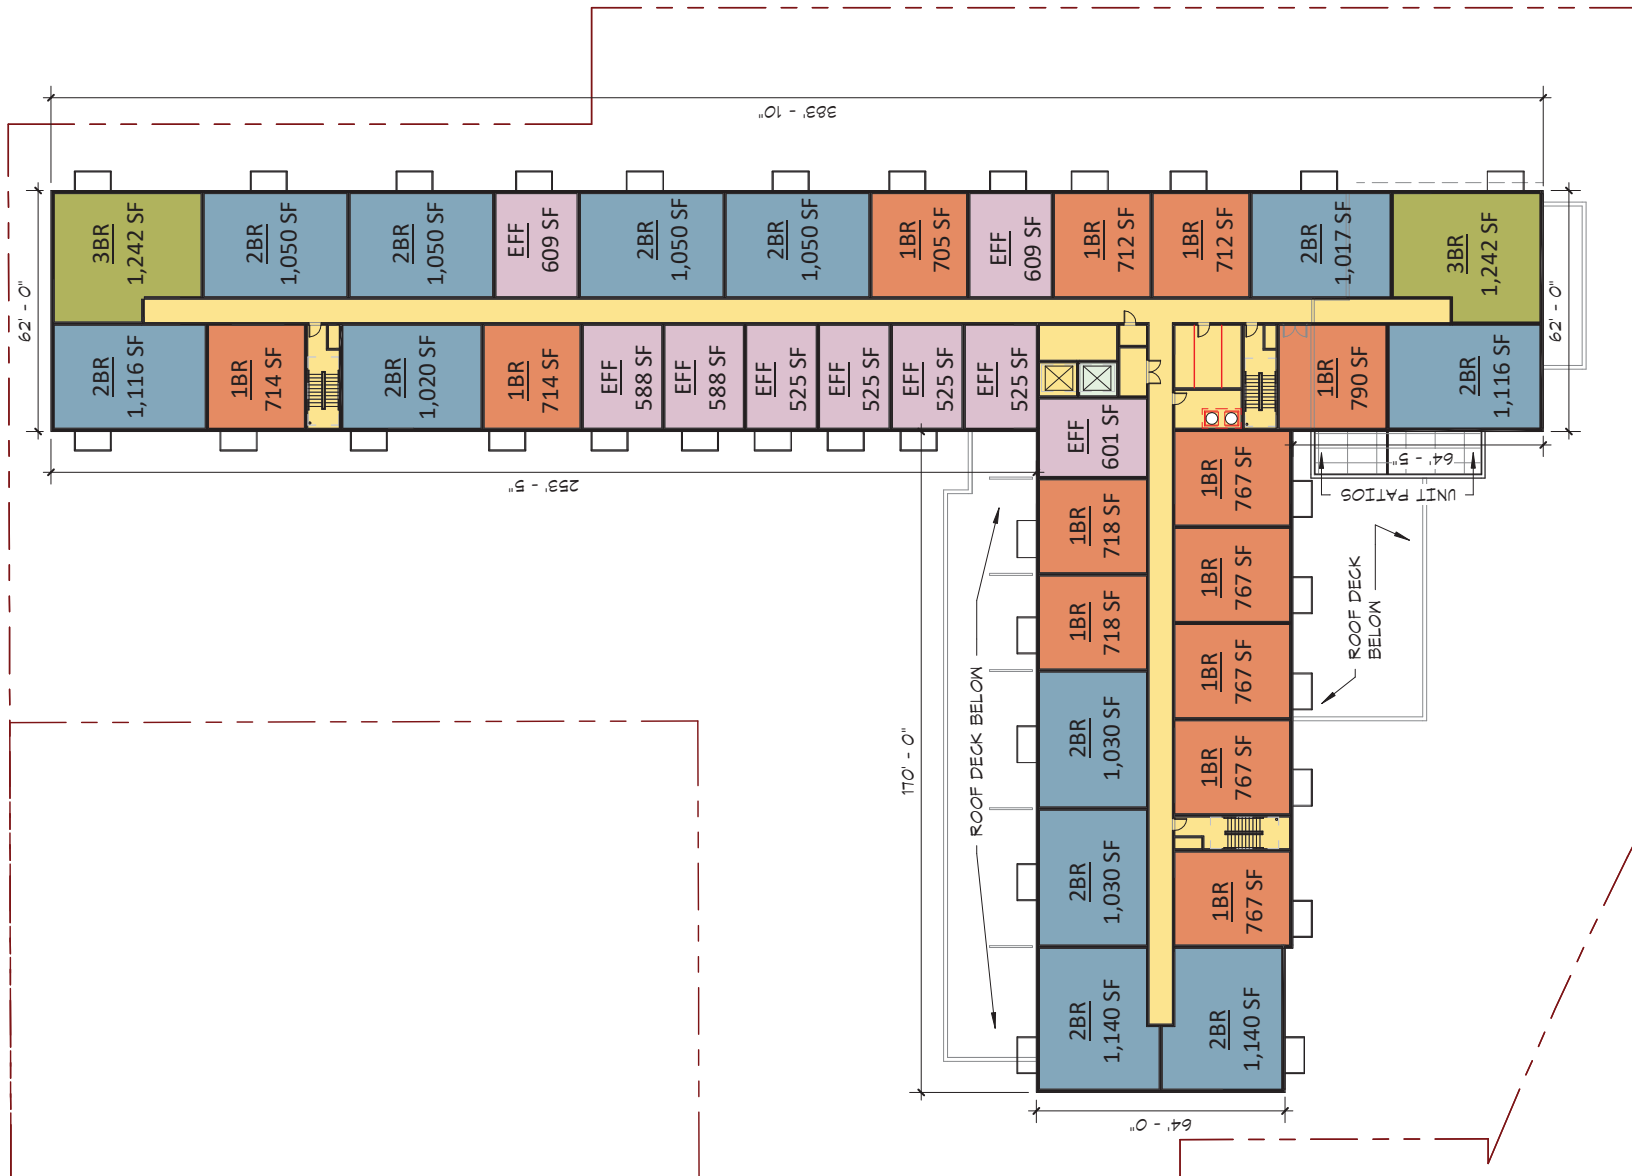 383' - 10"
62' - 0"
3BR
1,242 SF
2BR
1,050 SF
2BR
1,050 SF
EFF
609 SF
2BR
1,050 SF
2BR
1,050 SF
1BR
705 SF
EFF
609 SF
1BR
712 SF
1BR
712 SF
2BR
1,017 SF
3BR
1,242 SF
62' - 0"
2BR
1,116 SF
1BR
714 SF
2BR
1,020 SF
1BR
714 SF
EFF
588 SF
EFF
588 SF
EFF
525 SF
EFF
525 SF
EFF
525 SF
EFF
525 SF
1BR
790 SF
2BR
1,116 SF
253' - 5"
64' - 5"
UNIT PATIOS
EFF
601 SF
1BR
767 SF
1BR
718 SF
1BR
767 SF
1BR
718 SF
1BR
767 SF
ROOF DECK
BELOW
2BR
1,030 SF
1BR
767 SF
170' - 0"
ROOF DECK BELOW
2BR
1,030 SF
1BR
767 SF
2BR
1,140 SF
2BR
1,140 SF
64' - 0"